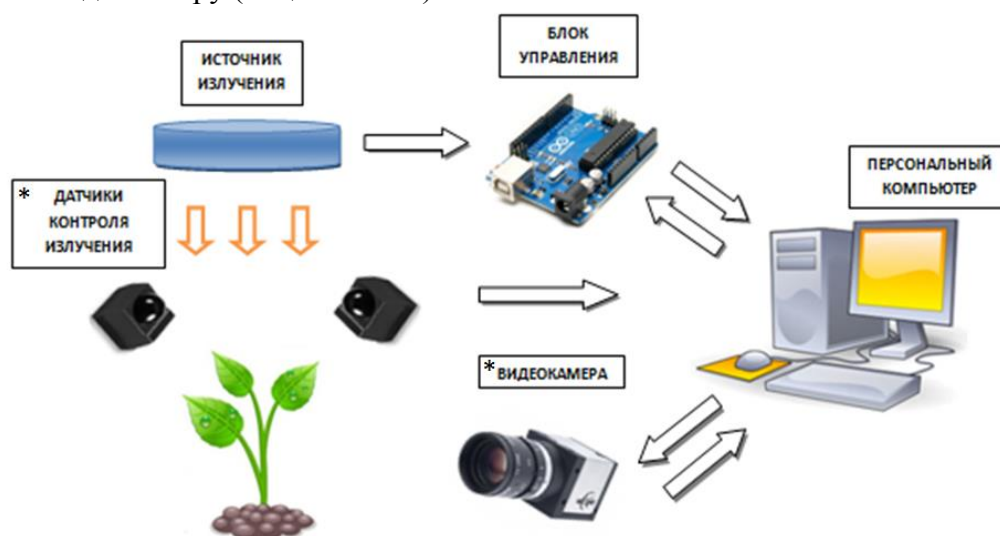 БЛОК
УПРАВЛЕНИЯ
ИСТОЧНИК
ИЗЛУЧЕНИЯ
ПЕРСОНАЛЬНЫЙ
КОМПЬЮТЕР
* ДАТЧИКИ
КОНТРОЛЯ
ИЗЛУЧЕНИЯ
*ВИДЕОКАМЕРА